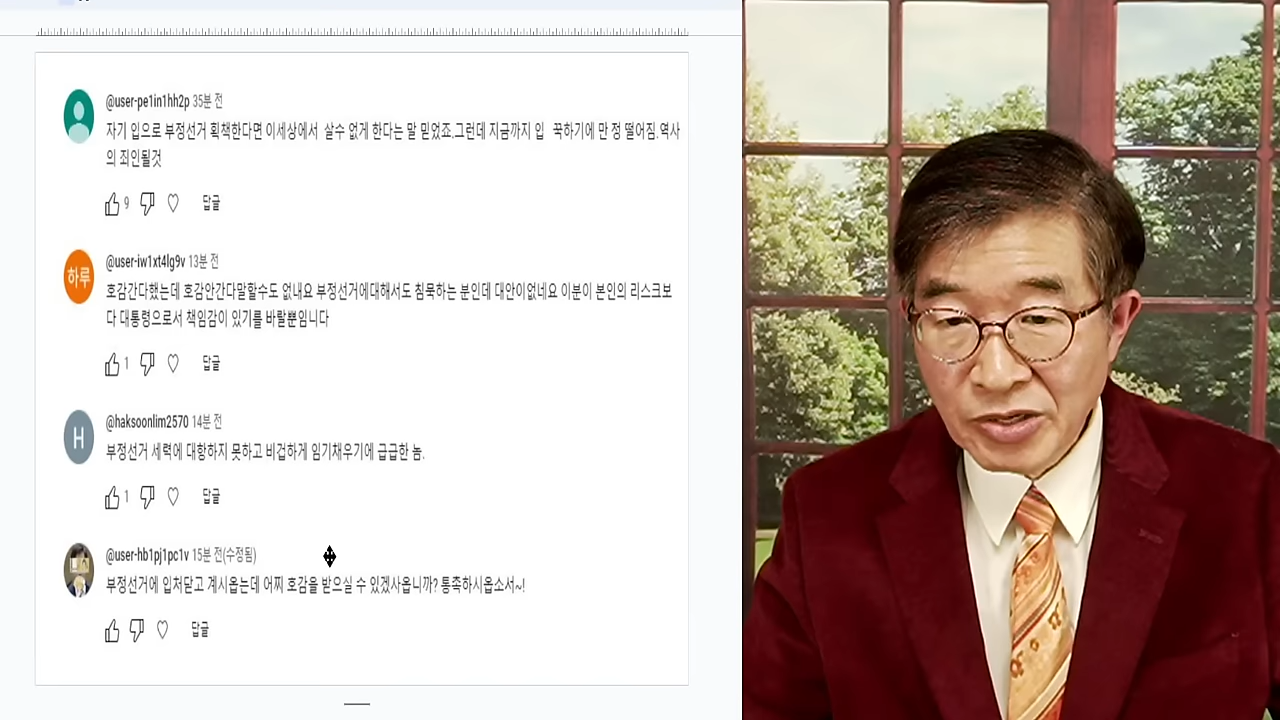 @user-pe1in1hh2p 35분 전
자기 입으로 부정선거 획책한다면 이세상에서 살수 없게 한다는 말 믿었죠.그런데 지금까지 입 꾹하기에 만 정 떨어짐.역사
의 죄인될것
9 답글
하루
@user-iw1xt4lg9v 13분 전
호감간다했는데 호감안간다말할수도 없내요 부정선거에대해서도 침묵하는 분인데 대안이없네요 이분이 본인의 리스크보
다 대통령으로서 책임감이 있기를 바랄뿐임니다
1 답글
H
@haksoonlim2570 14분 전
부정선거 세력에 대항하지 못하고 비겁하게 임기채우기에 급급한 놈.
1 답글
@user-hb1pj1pc1v 15분 전(수정됨)
부정선거에 입처닫고 계시옵는데 어찌 호감을 받으실 수 있겠사옵니까? 통촉하시옵소서~!
답글